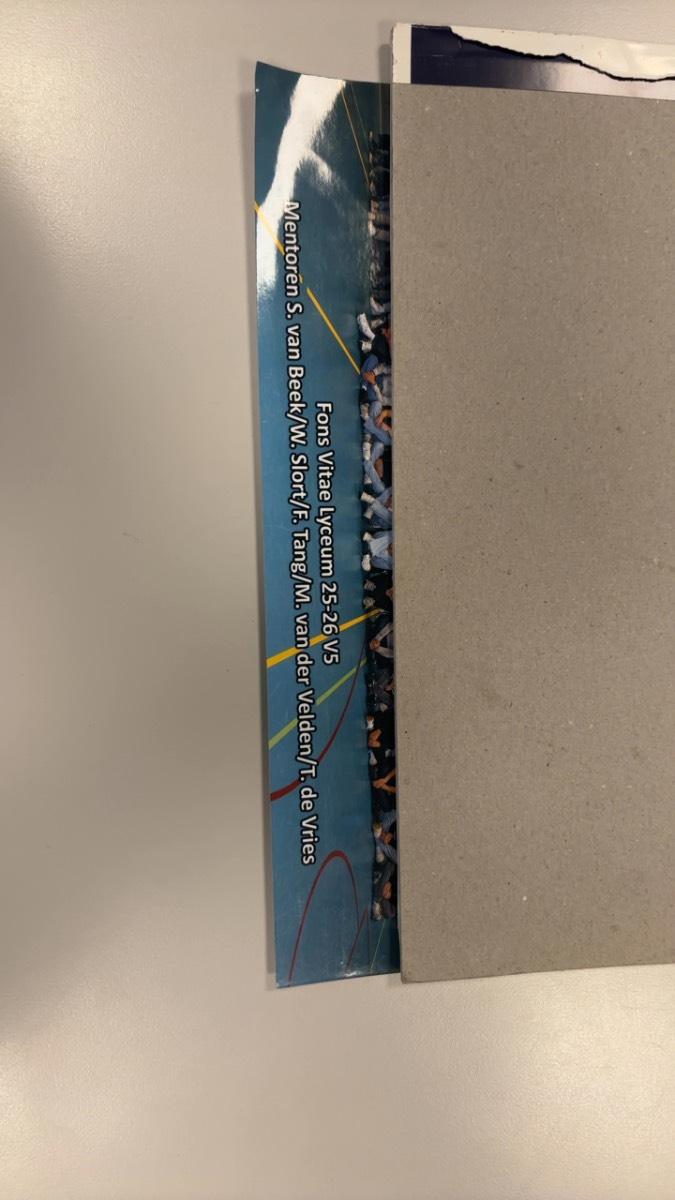 Fons Vitae Lyceum 25-26 V5
Mentoren S. van Beek/W. Slort/F. Tang/M. van der Velden/T. de Vries